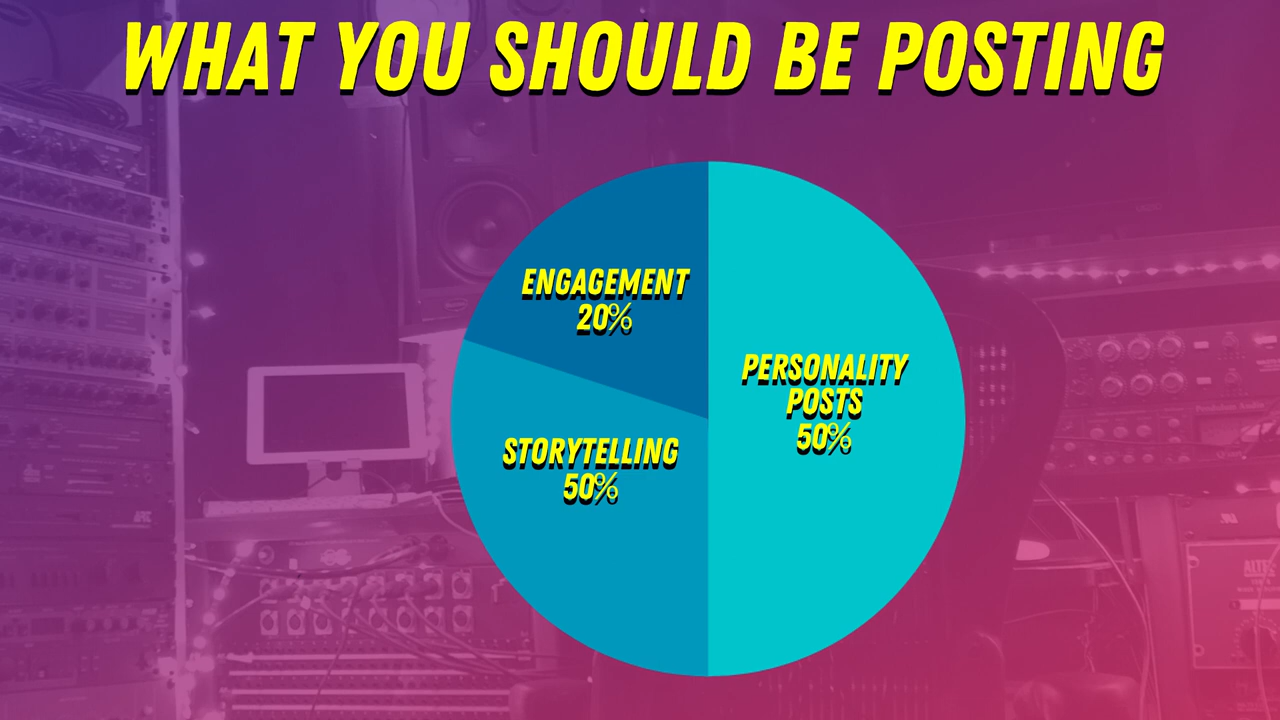 WHAT YOU SHOULD BE POSTING
ENGAGEMENT
20%
PERSONALITY
POSTS
50%
STORYTELLING
50%